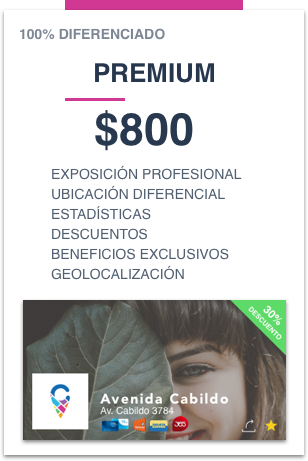 100% DIFERENCIADO
PREMIUM
$800
EXPOSICIÓN PROFESIONAL
UBICACIÓN DIFERENCIAL
ESTADÍSTICAS
DESCUENTOS
BENEFICIOS EXCLUSIVOS
GEOLOCALIZACIÓN
30%
DESCUENTO
Avenida Cabildo
Av. Cabildo 3784
365